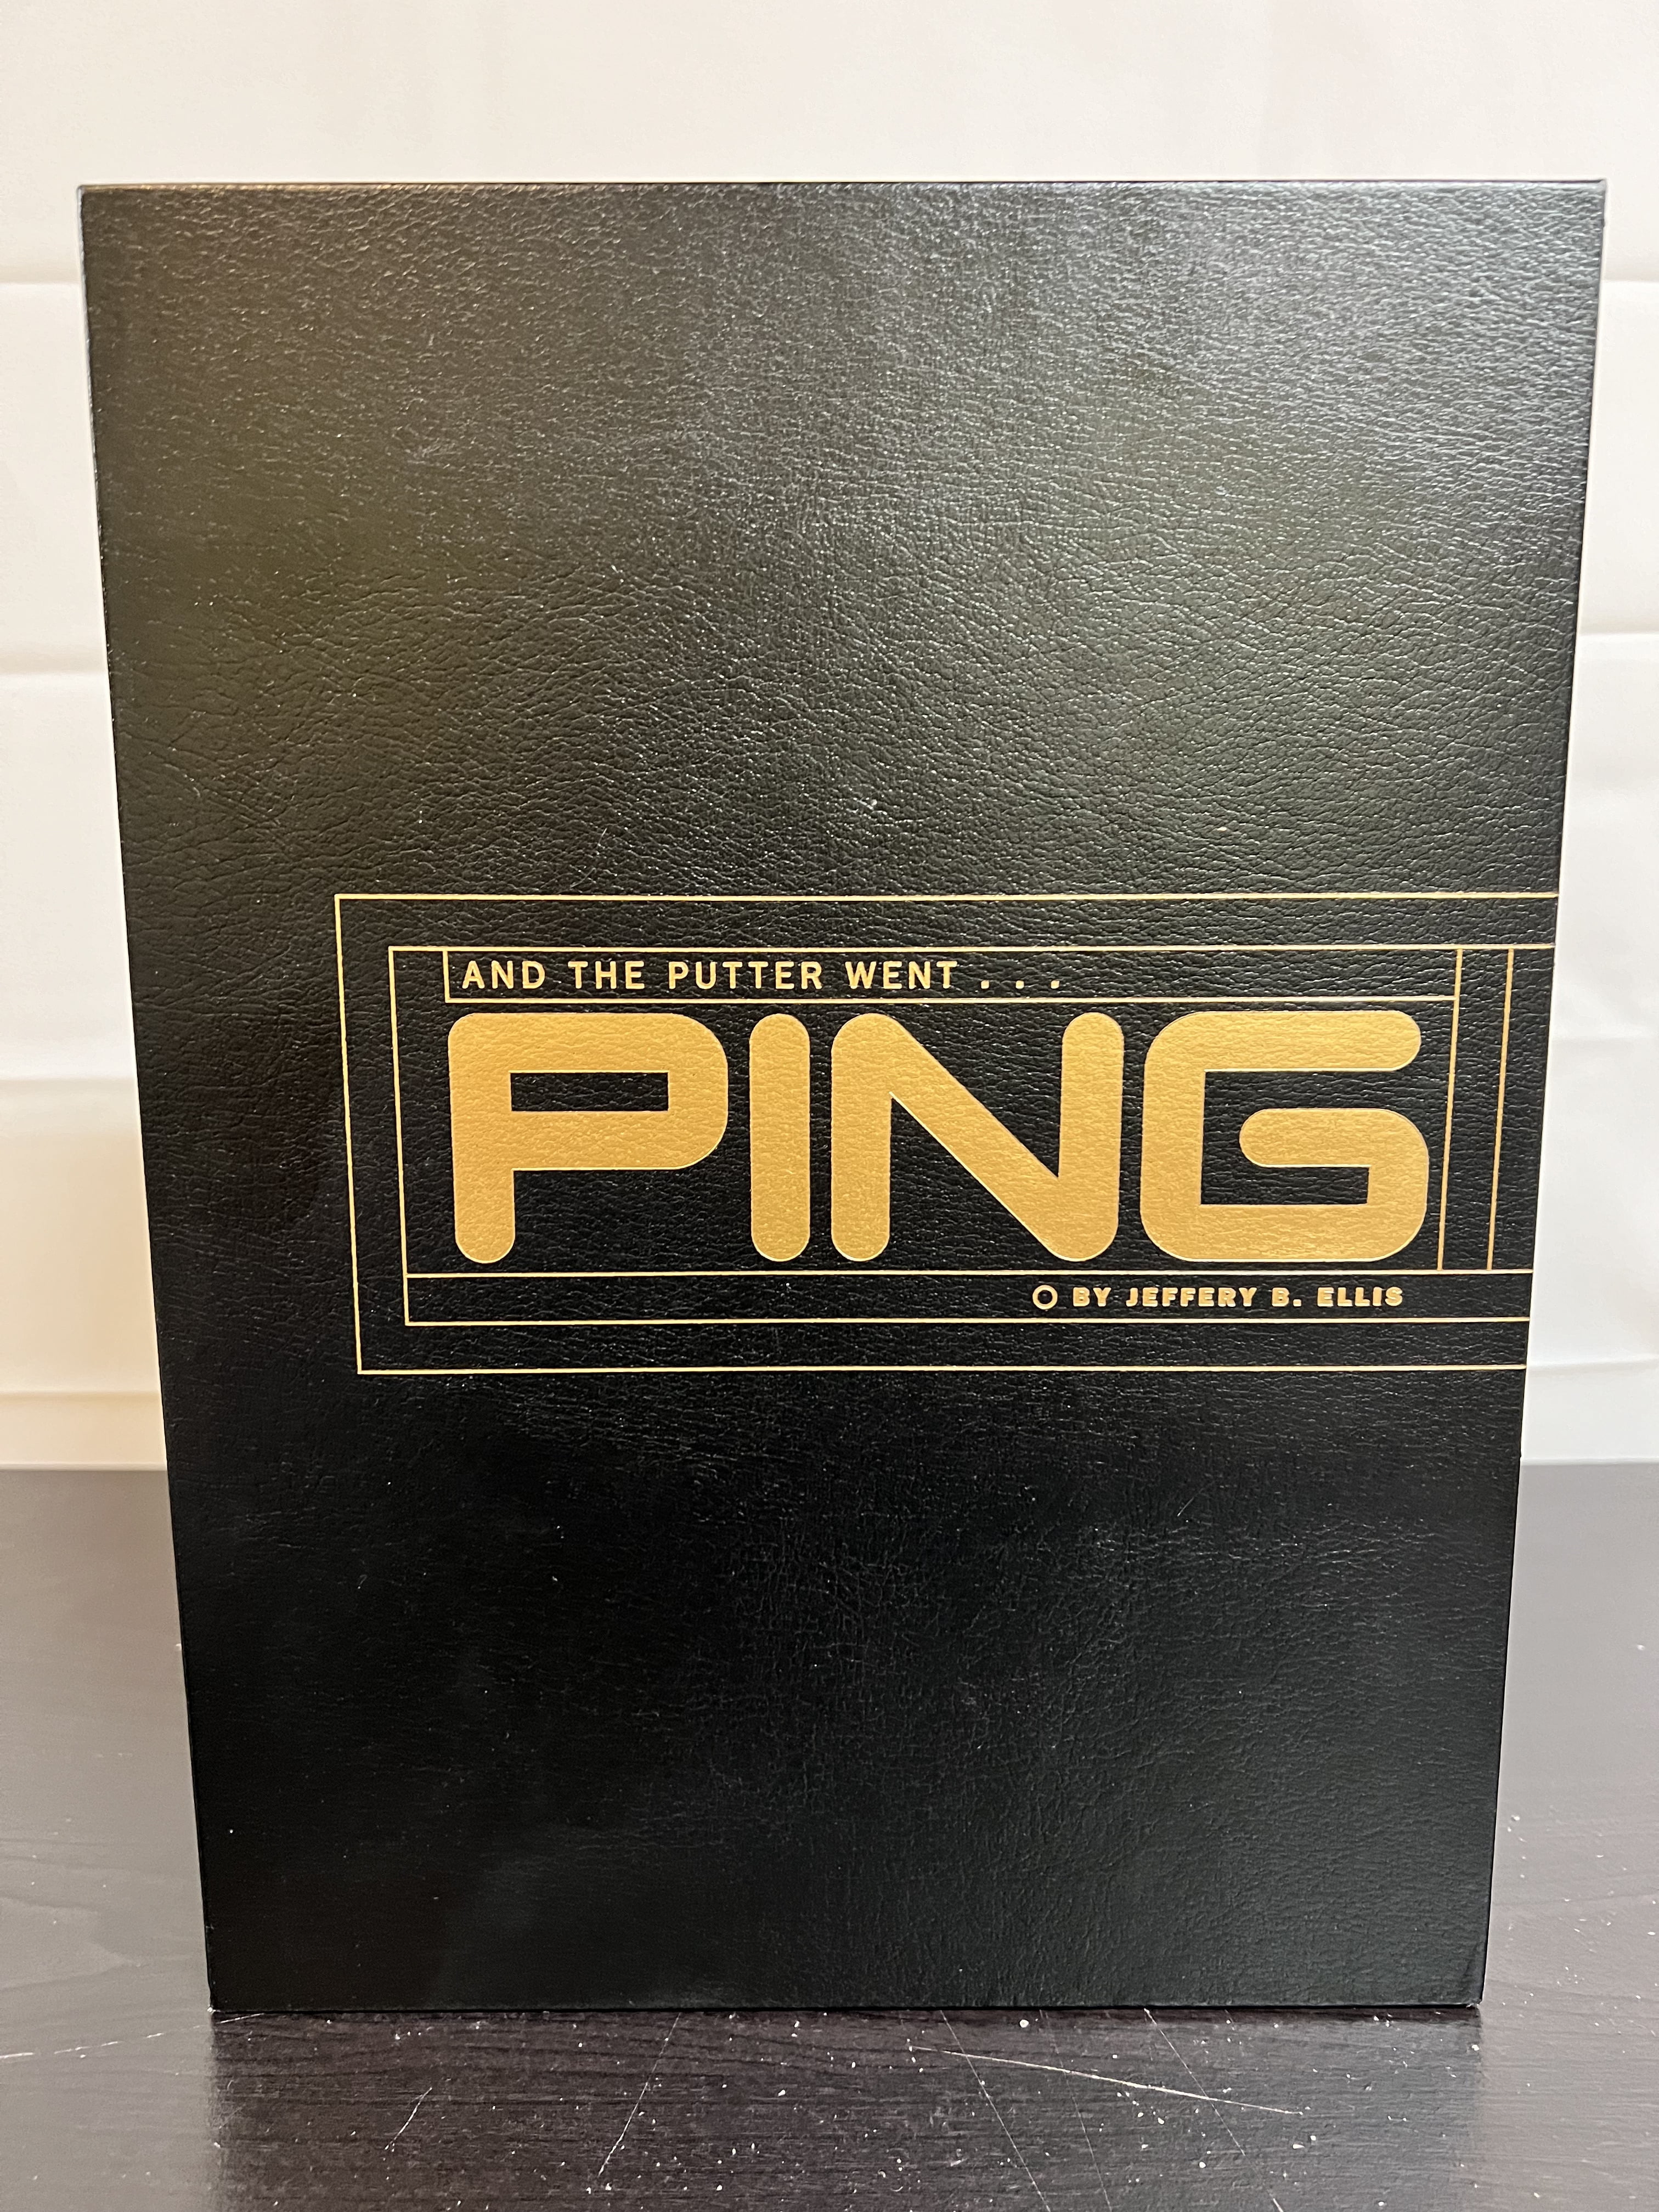 AND THE PUTTER WENT . . .
PING
BY JEFFERY B. ELLIS